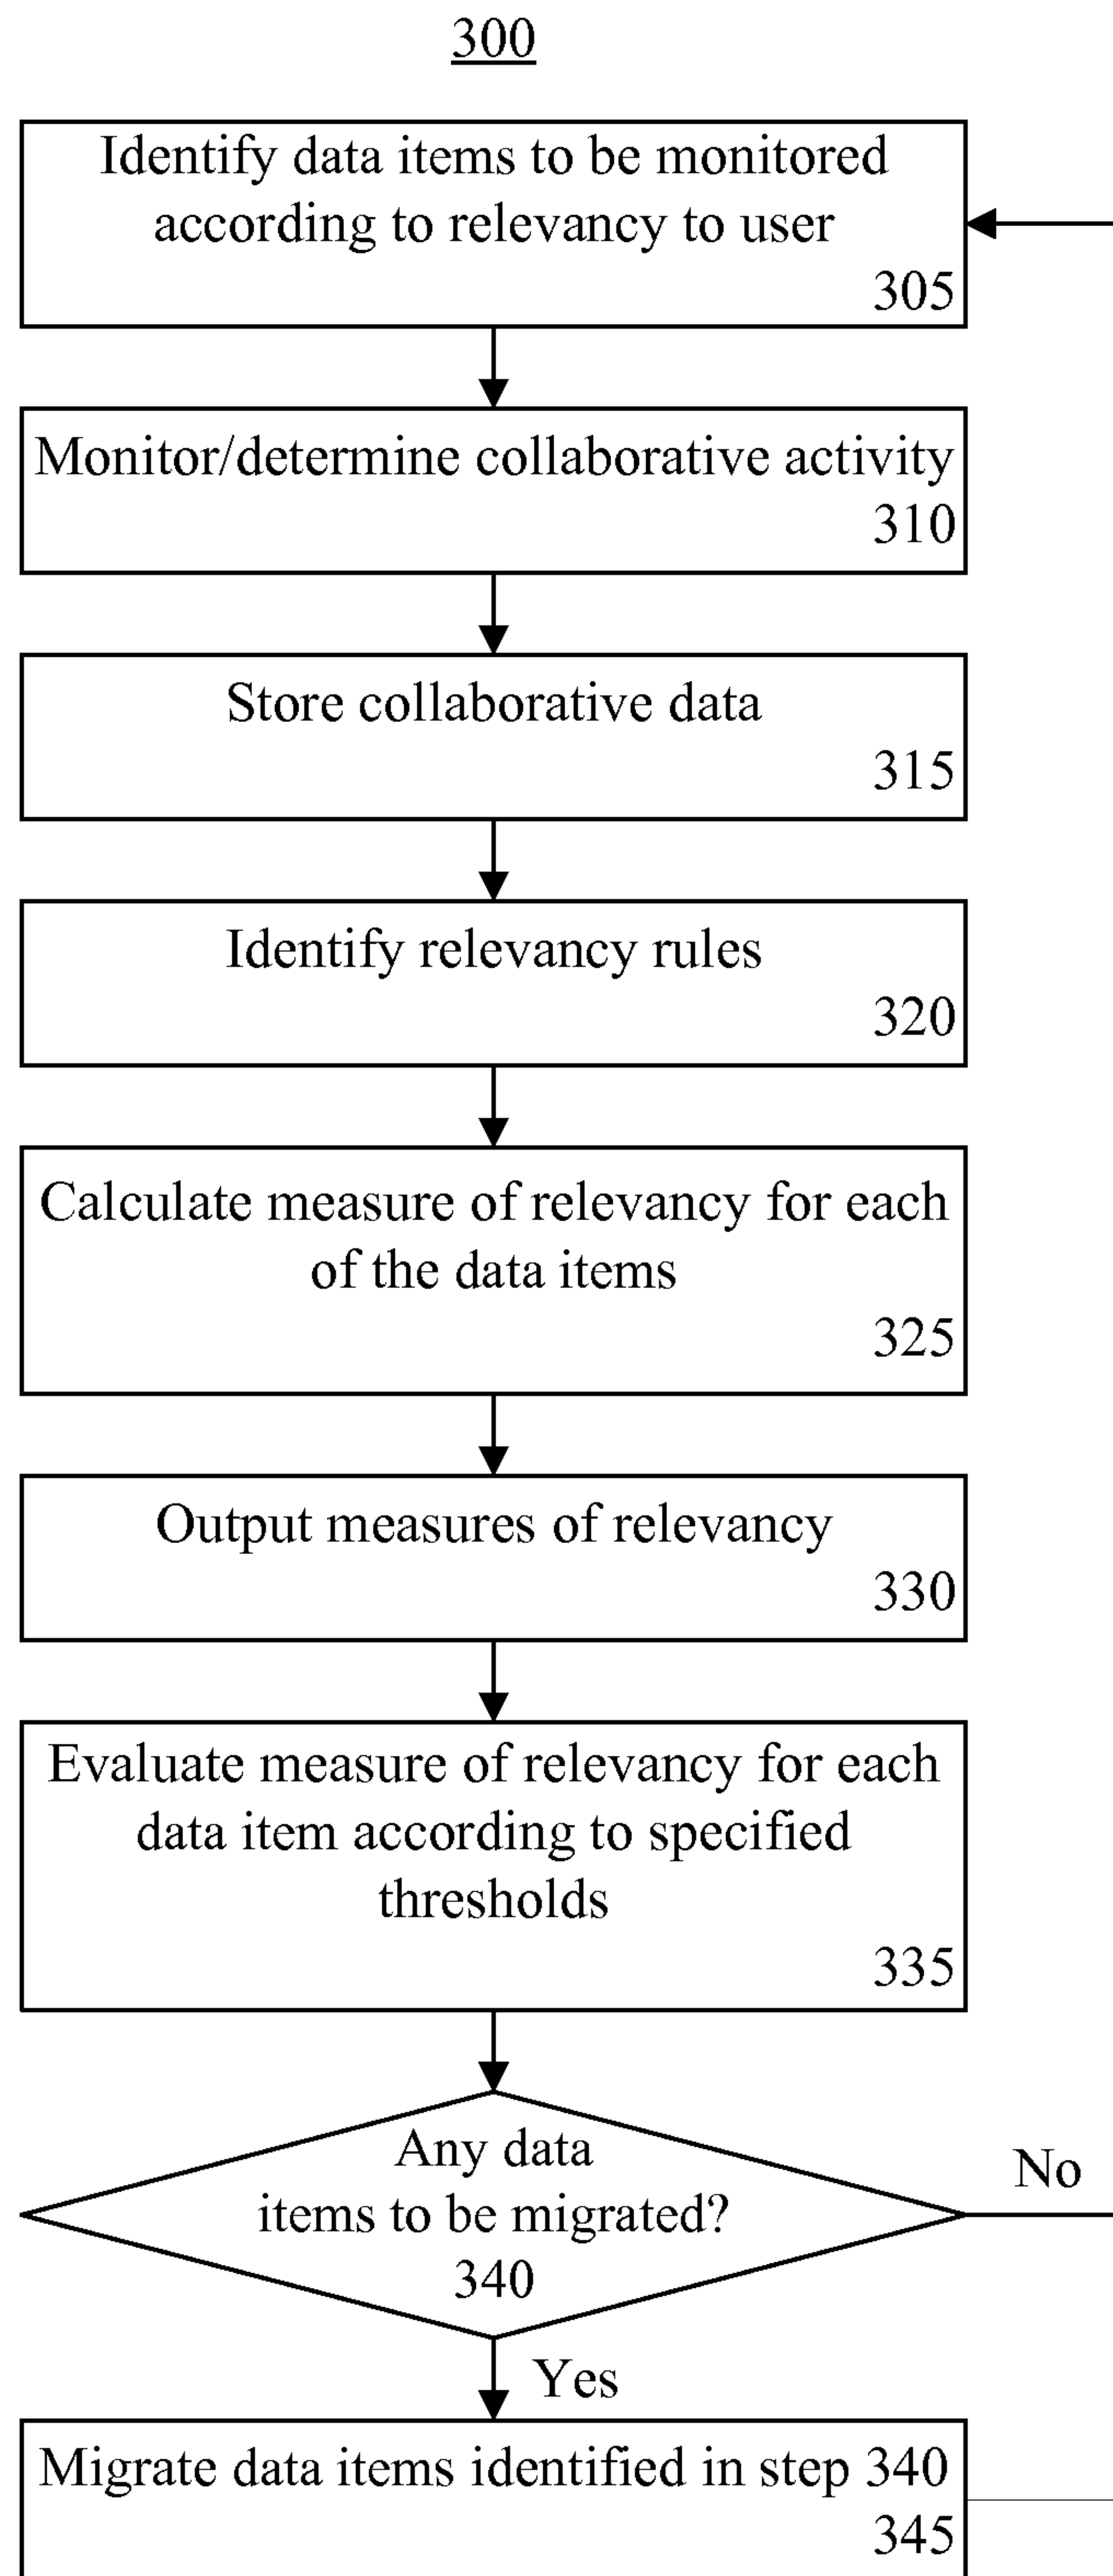 300
Identify data items to be monitored
according to relevancy to user
305
Monitor/determine collaborative activity
310
Store collaborative data
315
Identify relevancy rules
320
Calculate measure of relevancy for each
of the data items
325
Output measures of relevancy
330
Evaluate measure of relevancy for each
data item according to specified
thresholds
335
Any data
items to be migrated?
340
No
Yes
Migrate data items identified in step 340
345